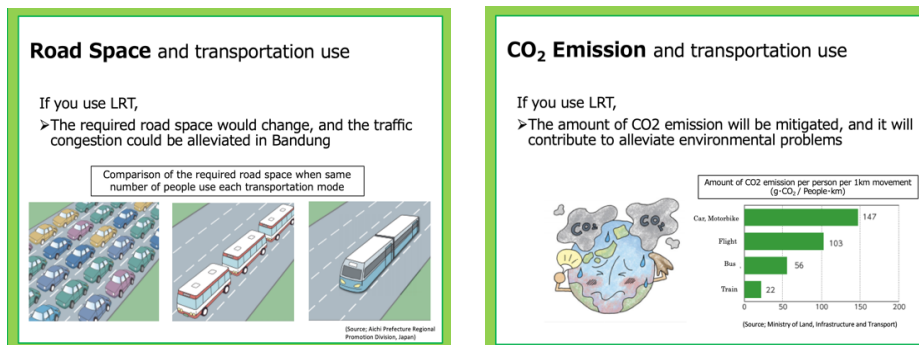 Road Space and transportation use
If you use LRT,
➤The required road space would change, and the traffic
congestion could be alleviated in Bandung
Comparison of the required road space when same
number of people use each transportation mode
(Source; Aichi Prefecture Regional
Promotion Division, Japan)
CO₂ Emission and transportation use
If you use LRT,
➤The amount of CO2 emission will be mitigated, and it will
contribute to alleviate environmental problems
Amount of CO2 emission per person per 1km movement
(g-CO₂ / People-km)
CO₂ CO₂
Car, Motorbike 147
Flight 103
Bus 56
Train 22
0 50 100 150 200
(Source; Ministry of Land, Infrastructure and Transport)